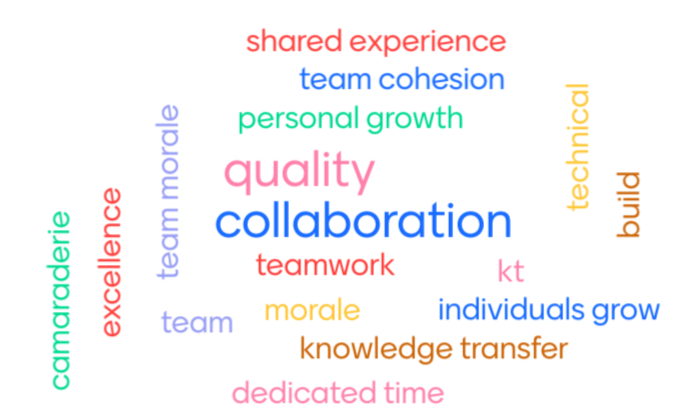 shared experience
team cohesion
personal growth
quality
collaboration
teamwork
kt
morale
individuals grow
team
knowledge transfer
dedicated time
camaraderie
excellence
team morale
technical
build